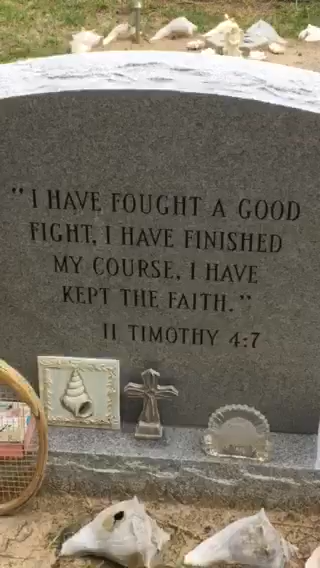 "I HAVE FOUGHT A GOOD
FIGHT, I HAVE FINISHED
MY COURSE, I HAVE
KEPT THE FAITH."
II TIMOTHY 4:7